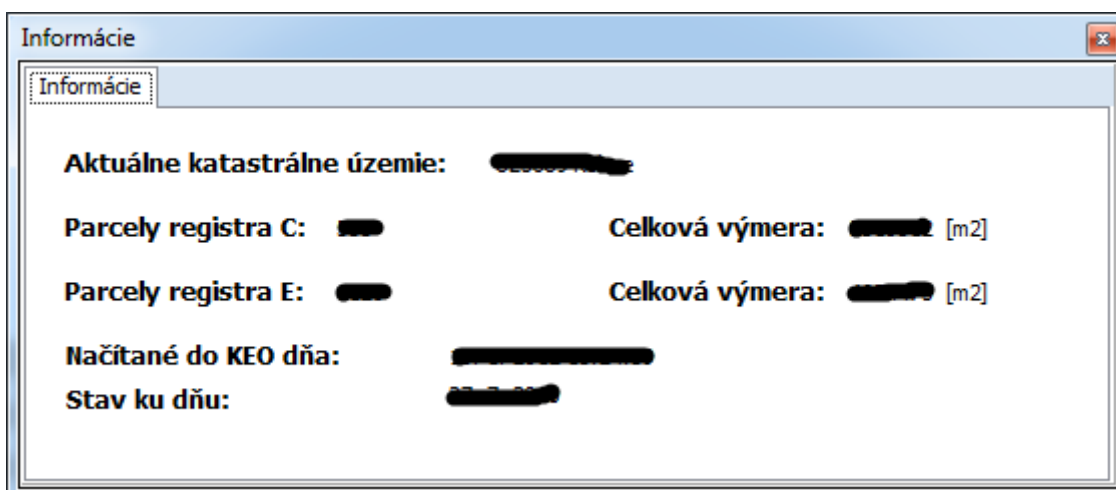 Informácie
Informácie
Aktuálne katastrálne územie:
Parcely registra C: Celková výmera: [m2]
Parcely registra E: Celková výmera: [m2]
Načítané do KEO dňa:
Stav ku dňu: